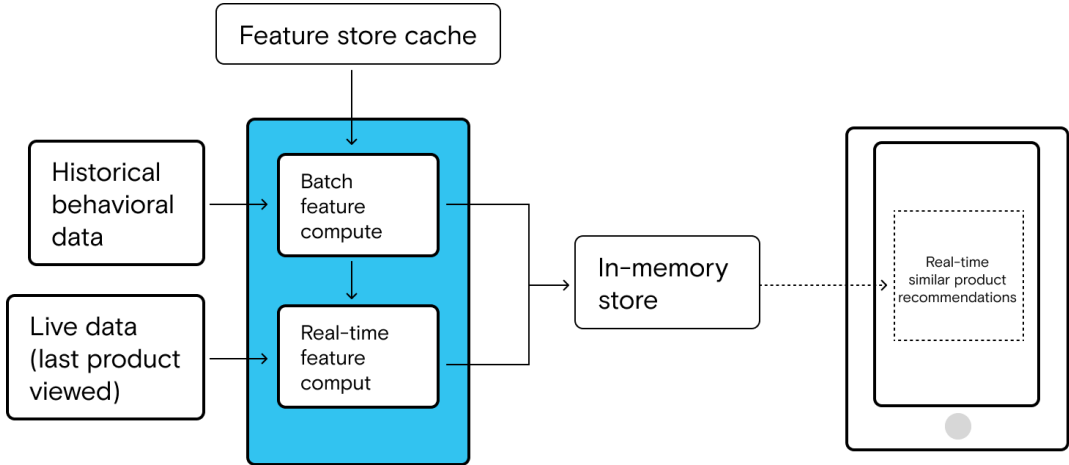 Feature store cache
Historical
behavioral
data
Batch
feature
compute
Live data
(last product
viewed)
Real-time
feature
comput
In-memory
store
Real-time
similar product
recommendations